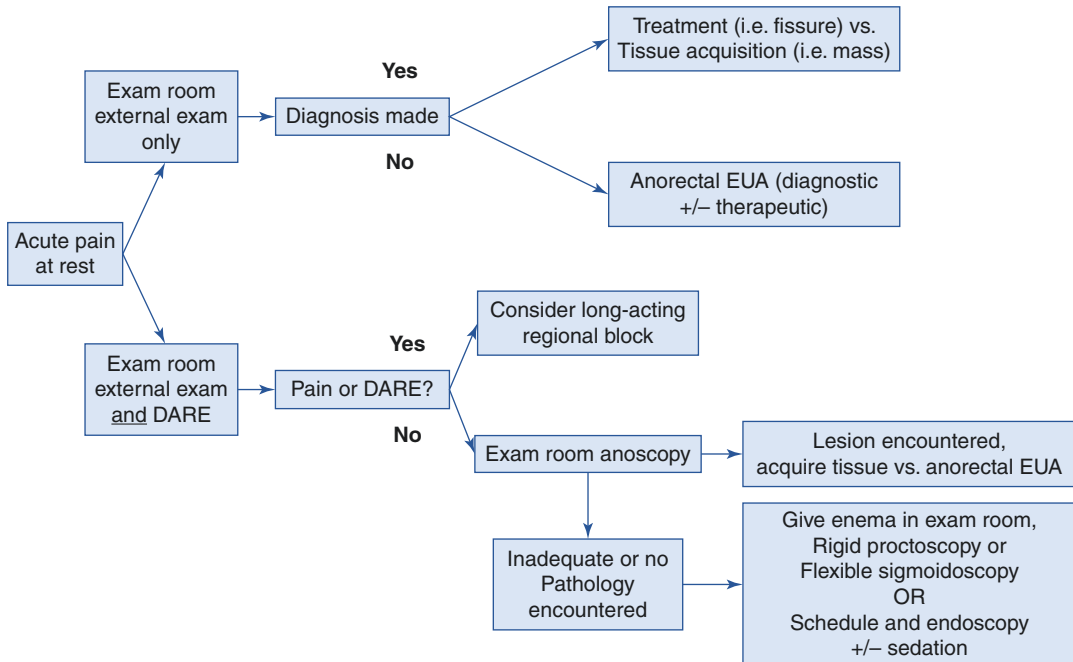 Exam room
external exam
only
Yes
Diagnosis made
No
Treatment (i.e. fissure) vs.
Tissue acquisition (i.e. mass)
Anorectal EUA (diagnostic
+/– therapeutic)
Acute pain
at rest
Exam room
external exam
and DARE
Yes
Pain or DARE?
No
Consider long-acting
regional block
Exam room anoscopy
Lesion encountered,
acquire tissue vs. anorectal EUA
Inadequate or no
Pathology
encountered
Give enema in exam room,
Rigid proctoscopy or
Flexible sigmoidoscopy
OR
Schedule and endoscopy
+/– sedation